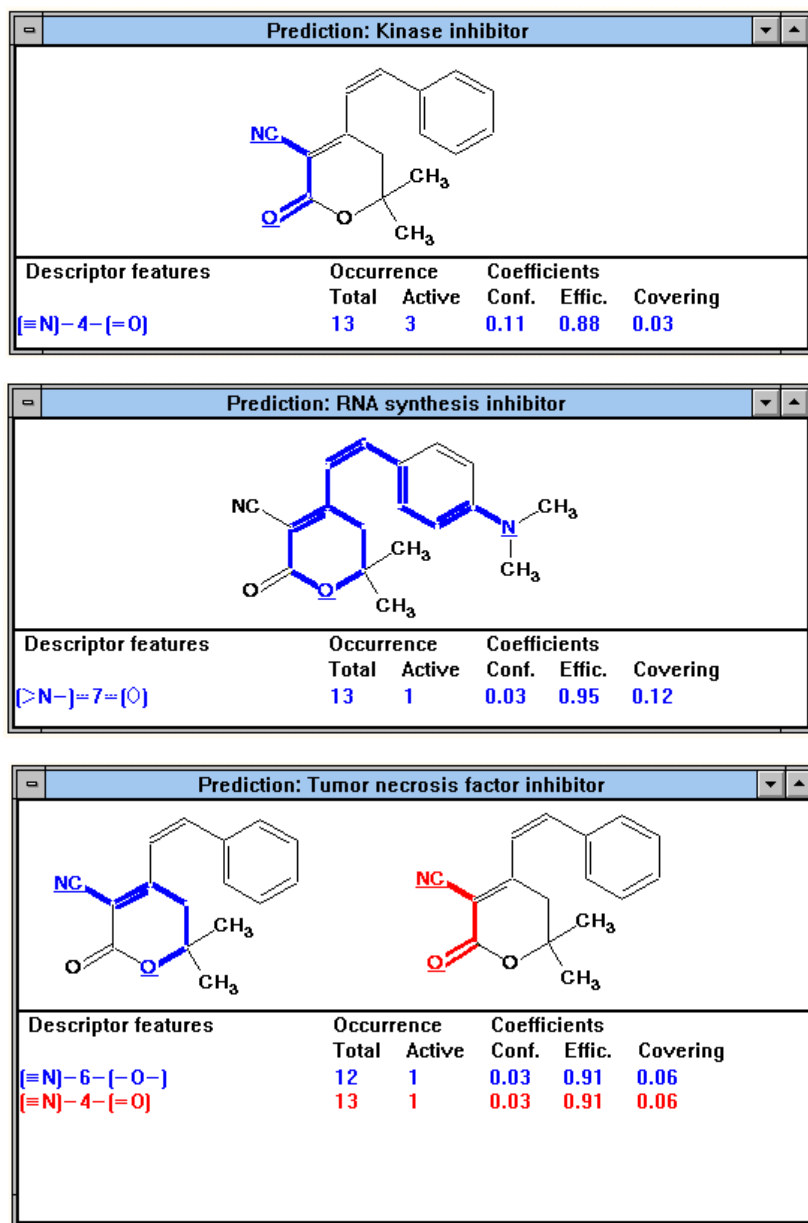 Prediction: Kinase inhibitor
NC
O
O
CH3
CH3
Descriptor features Occurrence Coefficients
Total Active Conf. Effic. Covering
(≡N)−4−(=O) 13 3 0.11 0.88 0.03
Prediction: RNA synthesis inhibitor
NC
O
O
N
CH3
CH3
CH3
CH3
Descriptor features Occurrence Coefficients
Total Active Conf. Effic. Covering
(>N−)=7=(◊) 13 1 0.03 0.95 0.12
Prediction: Tumor necrosis factor inhibitor
NC
O
O
CH3
CH3
NC
O
O
CH3
CH3
Descriptor features Occurrence Coefficients
Total Active Conf. Effic. Covering
(≡N)−6−(−O−) 12 1 0.03 0.91 0.06
(≡N)−4−(=O) 13 1 0.03 0.91 0.06